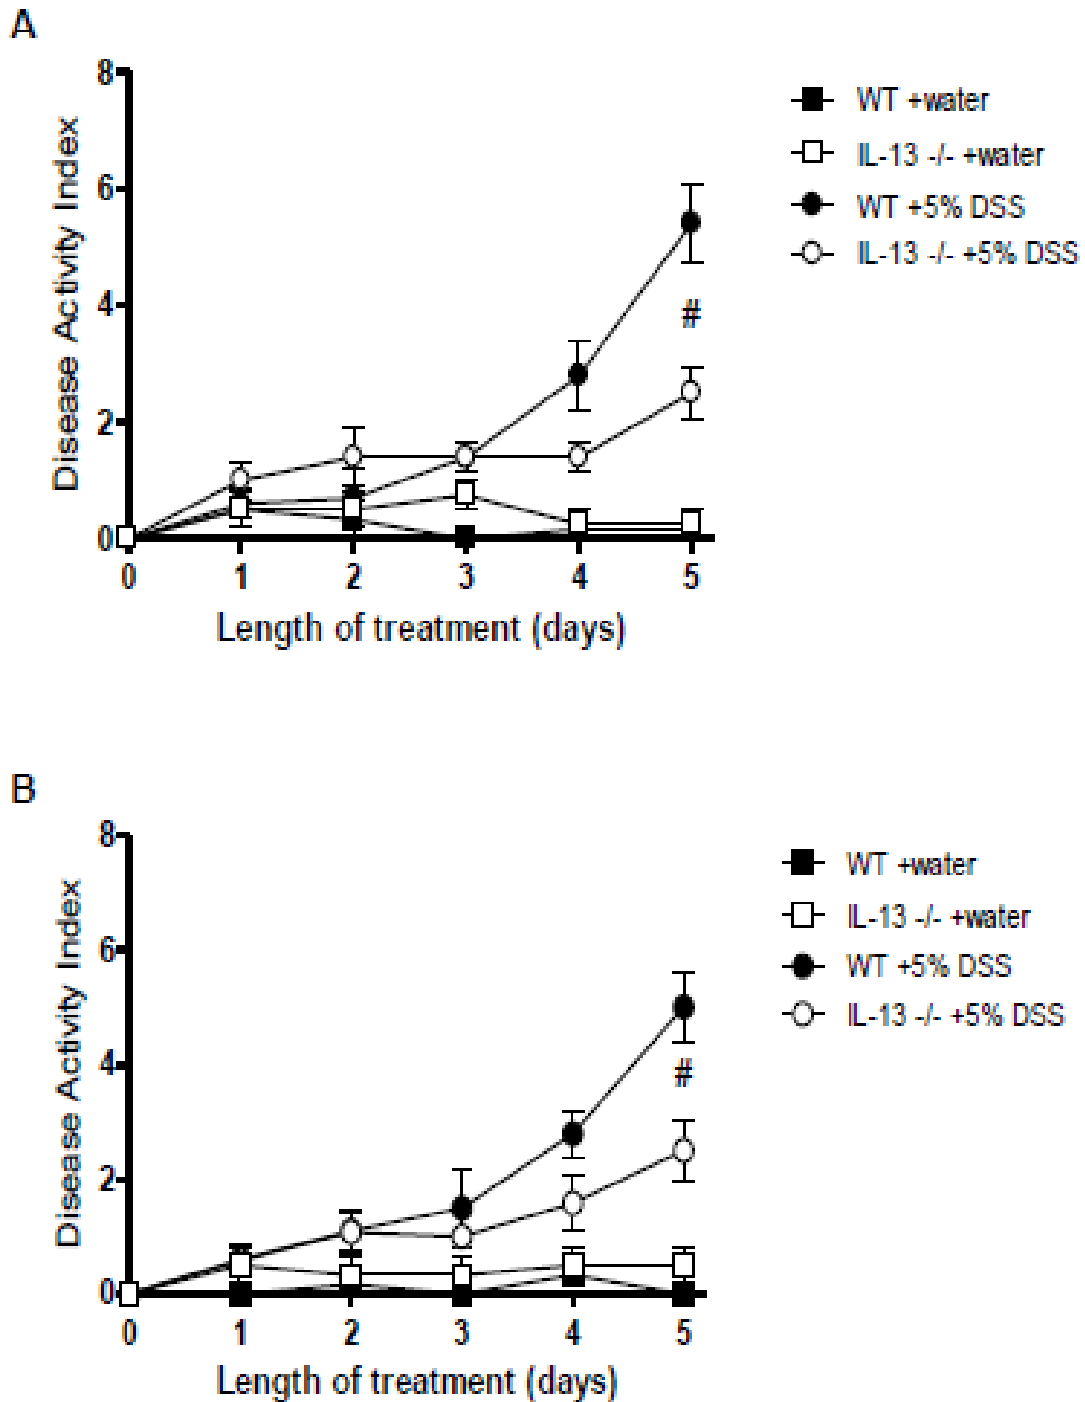 A
8
6
4
2
0
Disease Activity Index
0 1 2 3 4 5
Length of treatment (days)
WT +water
IL-13 -/- +water
WT +5% DSS
IL-13 -/- +5% DSS
#
B
8
6
4
2
0
Disease Activity Index
0 1 2 3 4 5
Length of treatment (days)
WT +water
IL-13 -/- +water
WT +5% DSS
IL-13 -/- +5% DSS
#